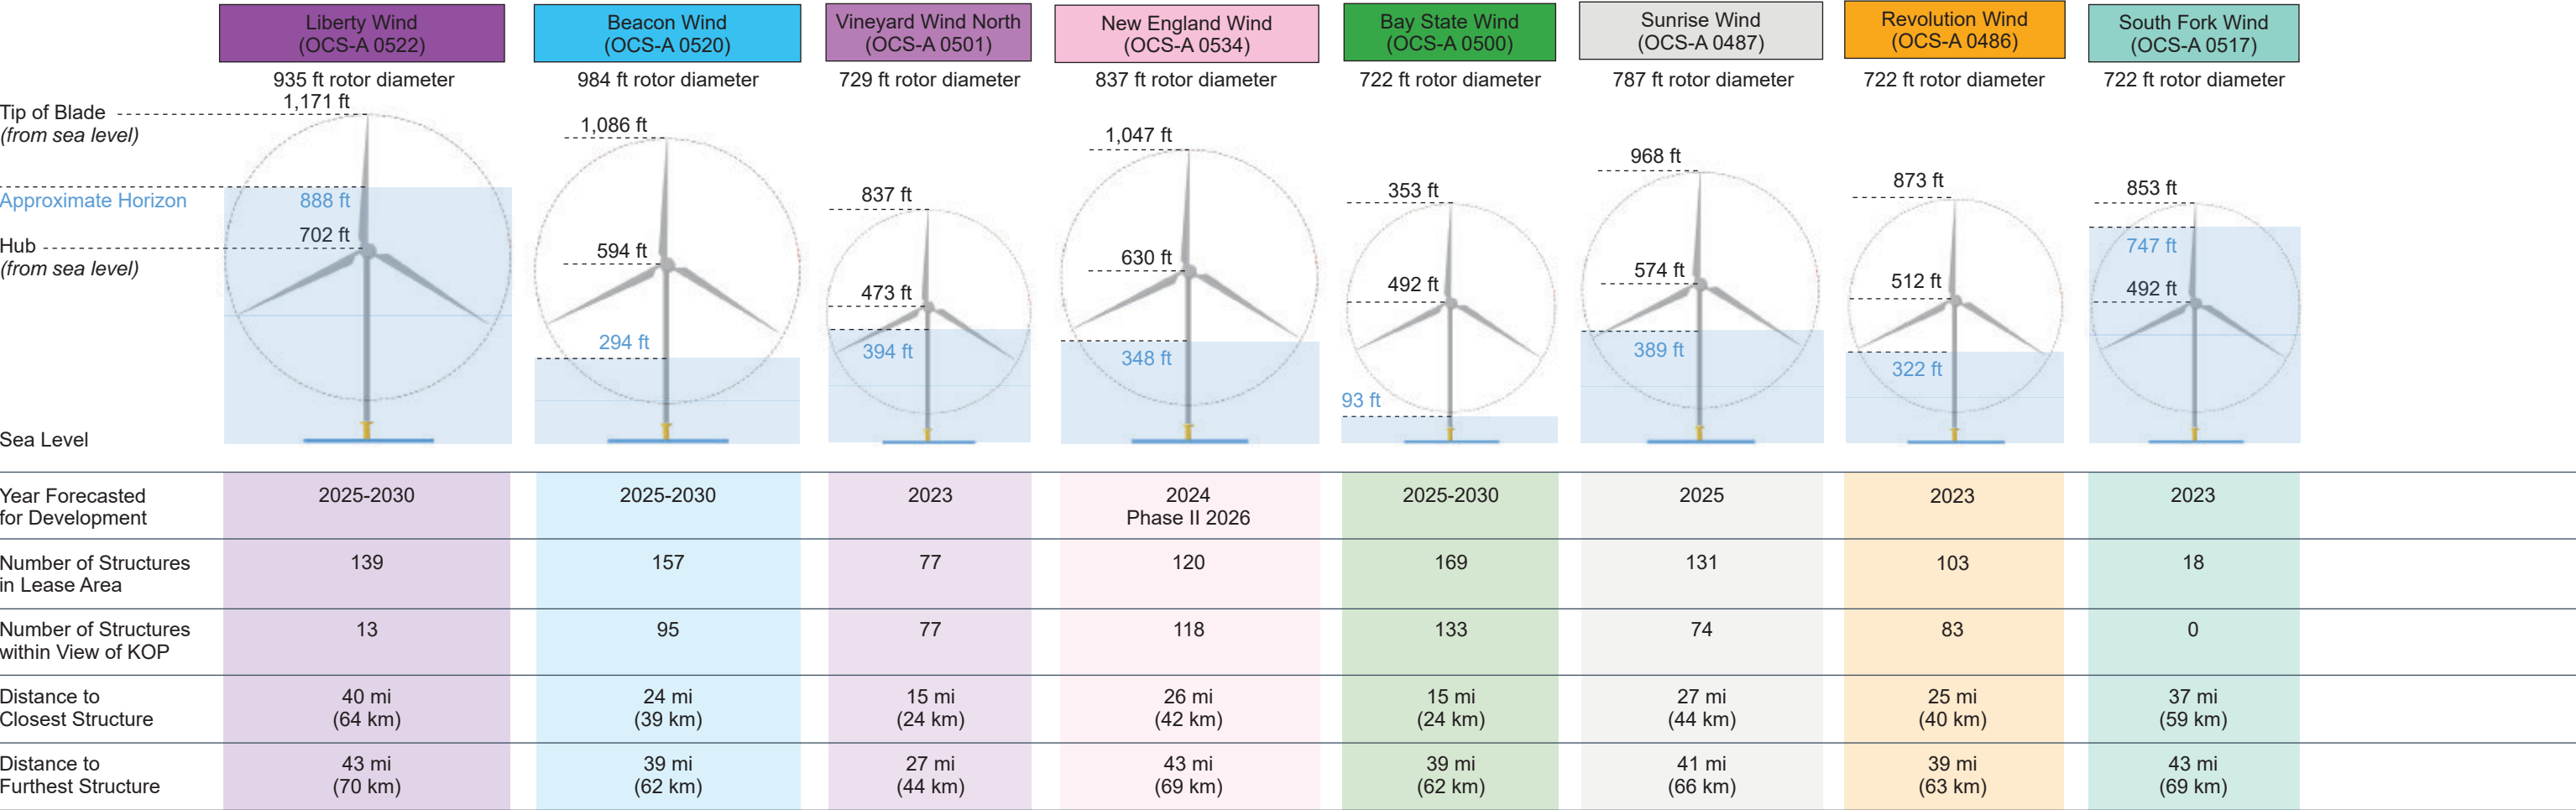 Liberty Wind
(OCS-A 0522)
Beacon Wind
(OCS-A 0520)
Vineyard Wind North
(OCS-A 0501)
New England Wind
(OCS-A 0534)
Bay State Wind
(OCS-A 0500)
Sunrise Wind
(OCS-A 0487)
Revolution Wind
(OCS-A 0486)
South Fork Wind
(OCS-A 0517)
935 ft rotor diameter
984 ft rotor diameter
729 ft rotor diameter
837 ft rotor diameter
722 ft rotor diameter
787 ft rotor diameter
722 ft rotor diameter
722 ft rotor diameter
Tip of Blade
(from sea level)
Approximate Horizon
Hub
(from sea level)
Sea Level
1,171 ft
888 ft
702 ft
1,086 ft
594 ft
294 ft
837 ft
473 ft
394 ft
1,047 ft
630 ft
348 ft
353 ft
492 ft
93 ft
968 ft
574 ft
389 ft
873 ft
512 ft
322 ft
853 ft
747 ft
492 ft
Year Forecasted
for Development
2025-2030
2025-2030
2023
2024
Phase II 2026
2025-2030
2025
2023
2023
Number of Structures
in Lease Area
139
157
77
120
169
131
103
18
Number of Structures
within View of KOP
13
95
77
118
133
74
83
0
Distance to
Closest Structure
40 mi
(64 km)
24 mi
(39 km)
15 mi
(24 km)
26 mi
(42 km)
15 mi
(24 km)
27 mi
(44 km)
25 mi
(40 km)
37 mi
(59 km)
Distance to
Furthest Structure
43 mi
(70 km)
39 mi
(62 km)
27 mi
(44 km)
43 mi
(69 km)
39 mi
(62 km)
41 mi
(66 km)
39 mi
(63 km)
43 mi
(69 km)